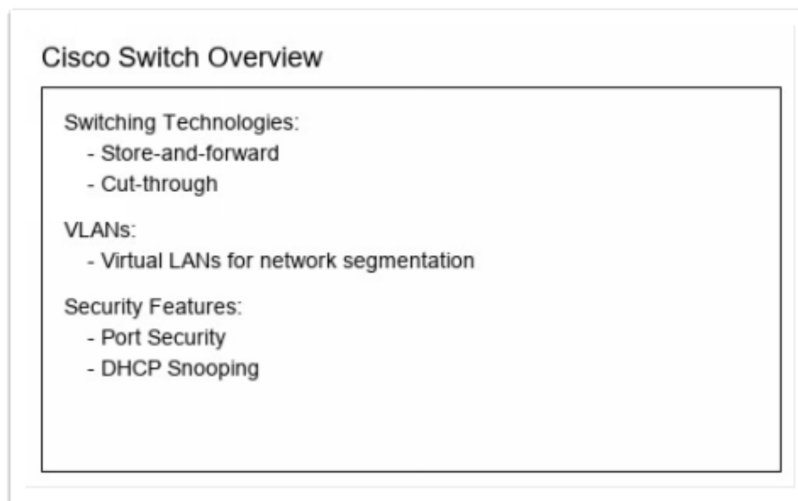 Cisco Switch Overview
Switching Technologies:
- Store-and-forward
- Cut-through
VLANs:
- Virtual LANs for network segmentation
Security Features:
- Port Security
- DHCP Snooping